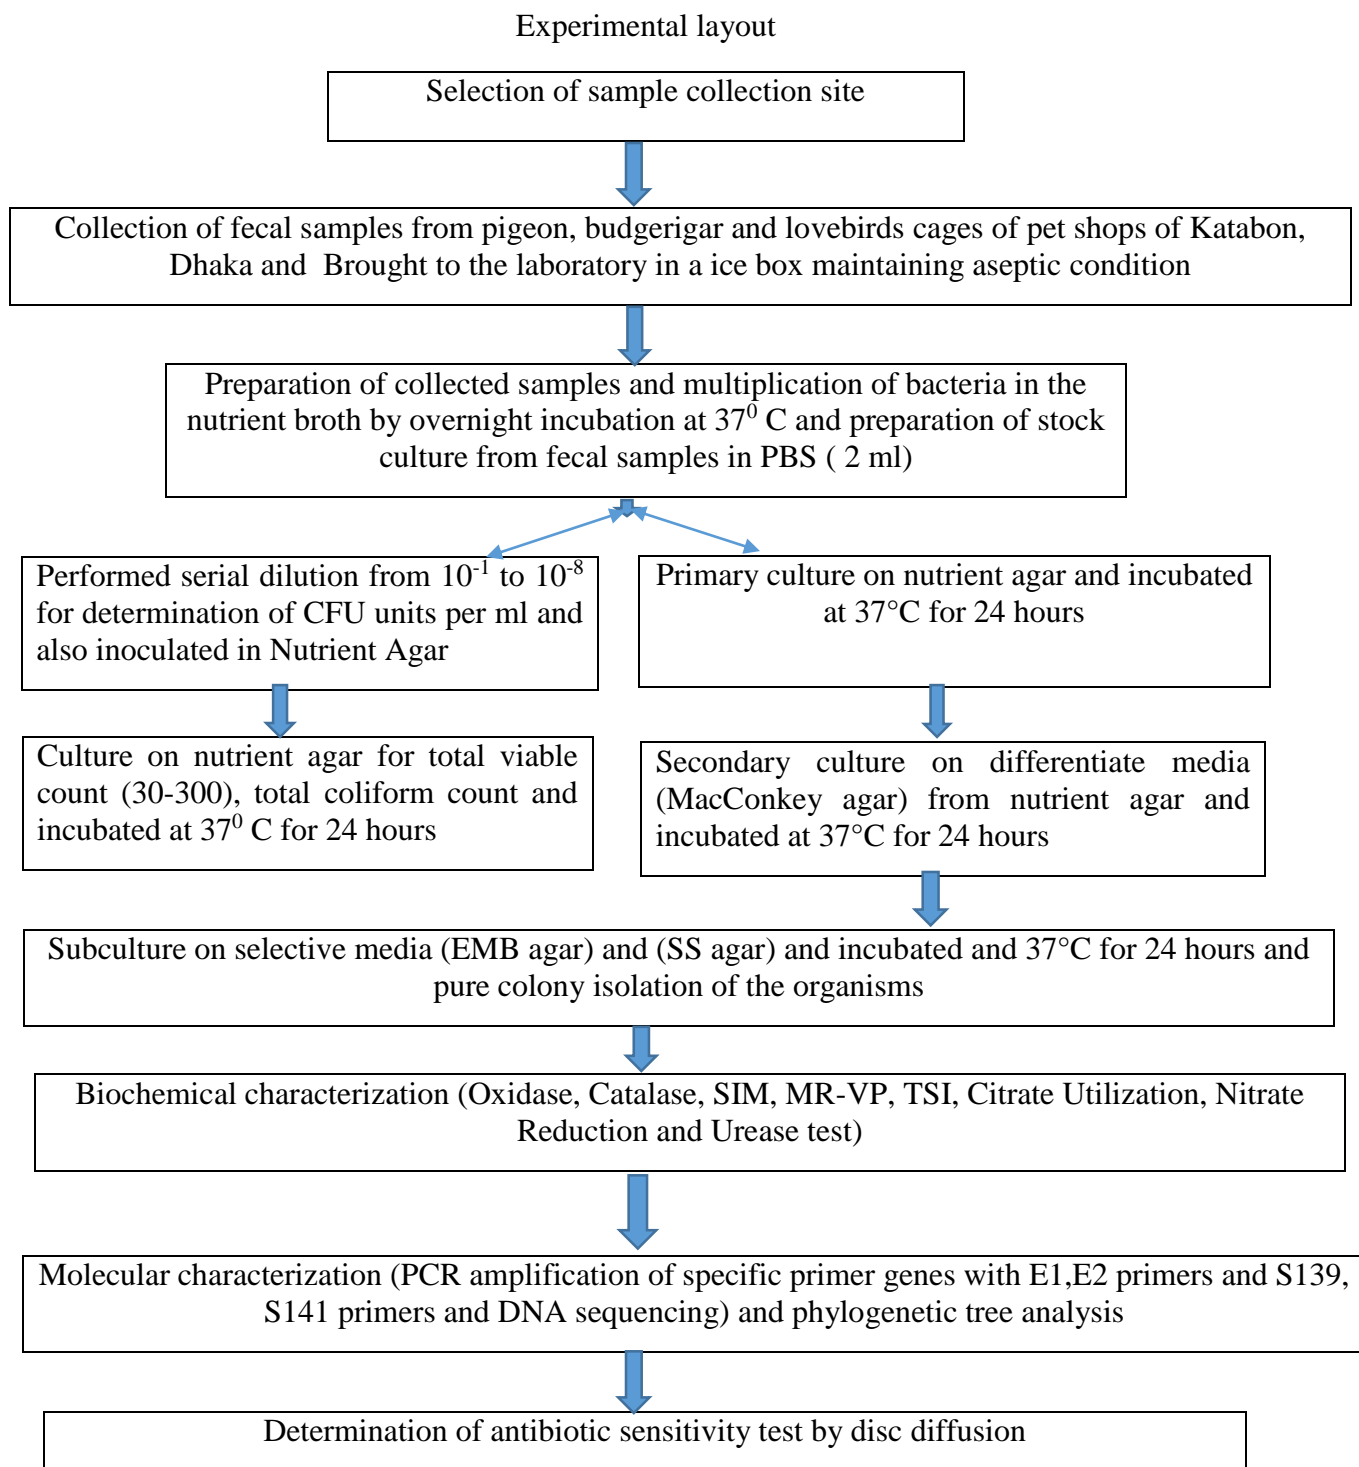 Experimental layout
Selection of sample collection site
Collection of fecal samples from pigeon, budgerigar and lovebirds cages of pet shops of Katabon,
Dhaka and Brought to the laboratory in a ice box maintaining aseptic condition
Preparation of collected samples and multiplication of bacteria in the
nutrient broth by overnight incubation at 37⁰ C and preparation of stock
culture from fecal samples in PBS ( 2 ml)
Performed serial dilution from 10⁻¹ to 10⁻⁸
for determination of CFU units per ml and
also inoculated in Nutrient Agar
Primary culture on nutrient agar and incubated
at 37°C for 24 hours
Culture on nutrient agar for total viable
count (30-300), total coliform count and
incubated at 37⁰ C for 24 hours
Secondary culture on differentiate media
(MacConkey agar) from nutrient agar and
incubated at 37°C for 24 hours
Subculture on selective media (EMB agar) and (SS agar) and incubated and 37°C for 24 hours and
pure colony isolation of the organisms
Biochemical characterization (Oxidase, Catalase, SIM, MR-VP, TSI, Citrate Utilization, Nitrate
Reduction and Urease test)
Molecular characterization (PCR amplification of specific primer genes with E1,E2 primers and S139,
S141 primers and DNA sequencing) and phylogenetic tree analysis
Determination of antibiotic sensitivity test by disc diffusion